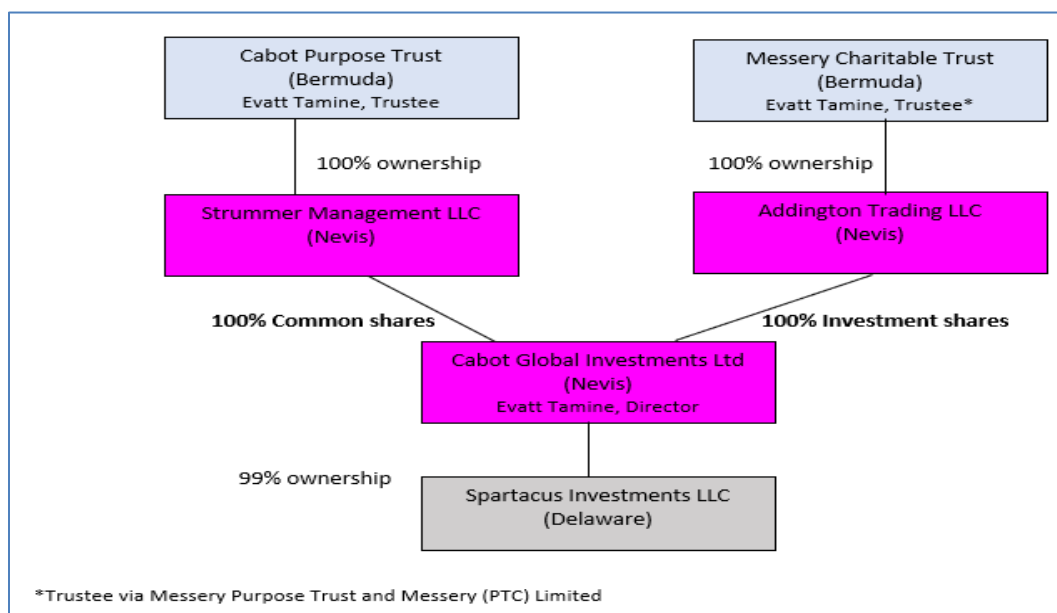 Cabot Purpose Trust
(Bermuda)
Evatt Tamine, Trustee
Messery Charitable Trust
(Bermuda)
Evatt Tamine, Trustee*
100% ownership
100% ownership
Strummer Management LLC
(Nevis)
Addington Trading LLC
(Nevis)
100% Common shares
100% Investment shares
Cabot Global Investments Ltd
(Nevis)
Evatt Tamine, Director
99% ownership
Spartacus Investments LLC
(Delaware)
*Trustee via Messery Purpose Trust and Messery (PTC) Limited